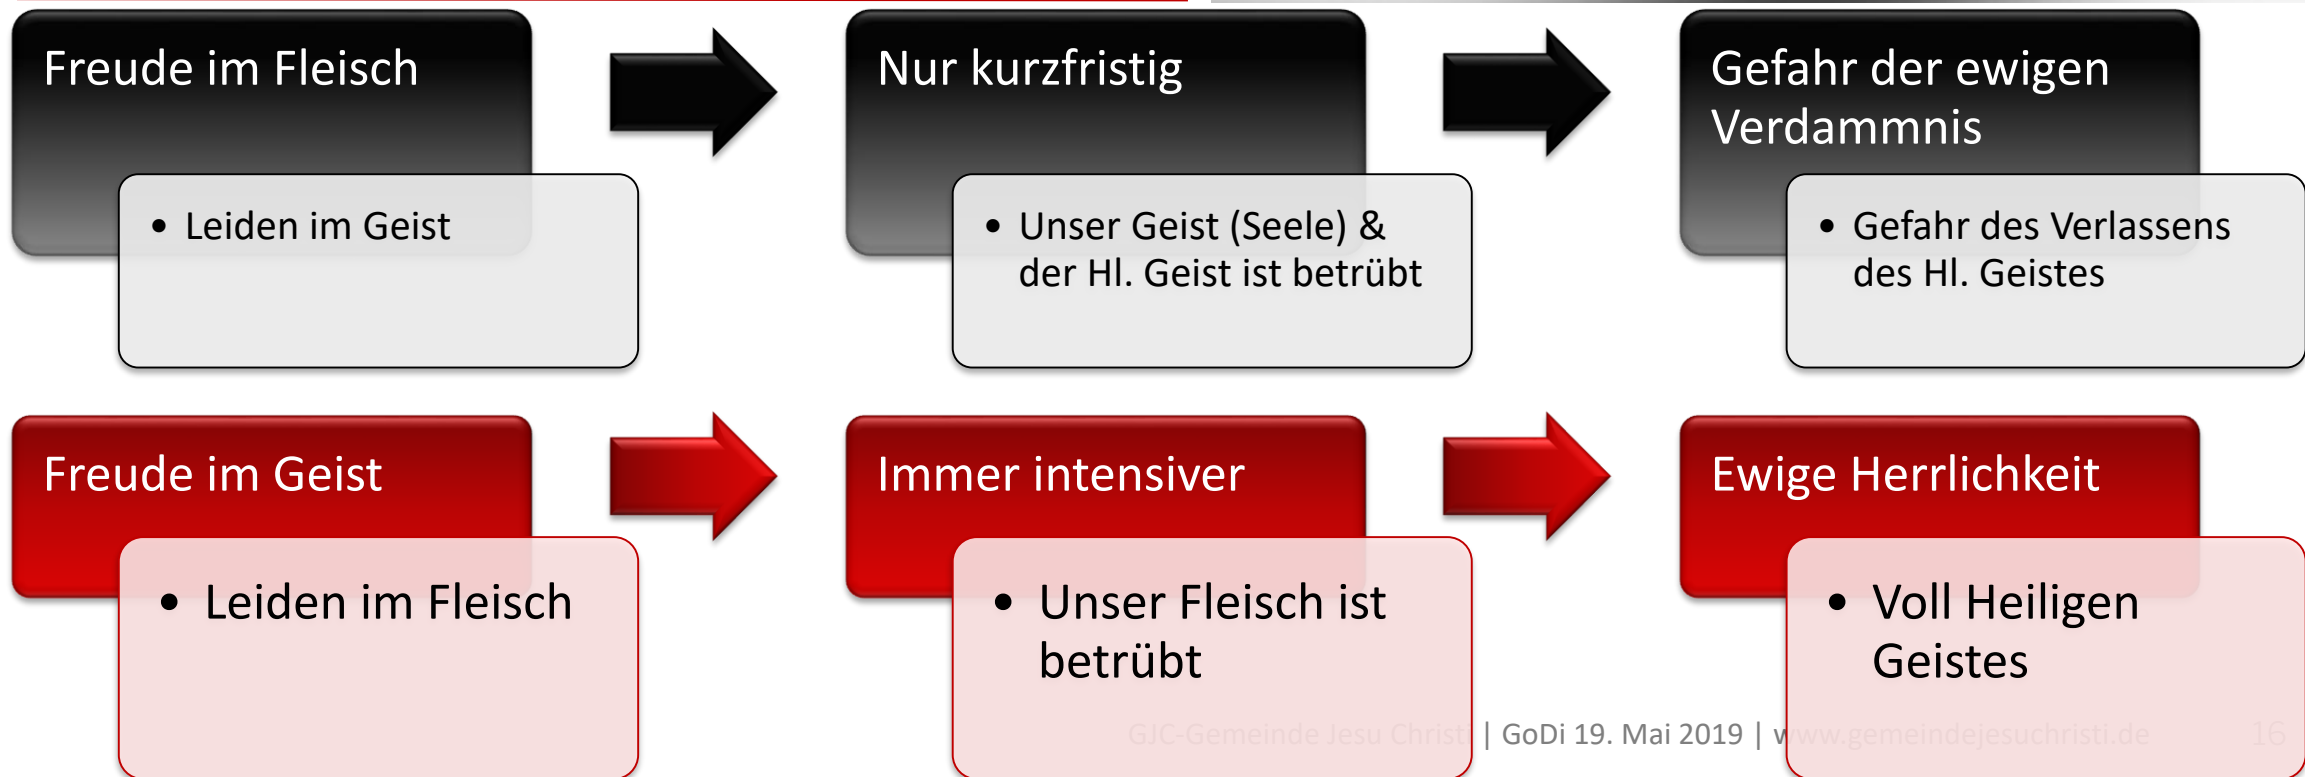 Freude im Fleisch
• Leiden im Geist
Nur kurzfristig
• Unser Geist (Seele) &
der Hl. Geist ist betrübt
Gefahr der ewigen
Verdammnis
• Gefahr des Verlassens
des Hl. Geistes
Freude im Geist
• Leiden im Fleisch
Immer intensiver
• Unser Fleisch ist
betrübt
Ewige Herrlichkeit
• Voll Heiligen
Geistes
GJC-Gemeinde Jesu Christi | GoDi 19. Mai 2019 | www.gemeindejesuchristi.de 16